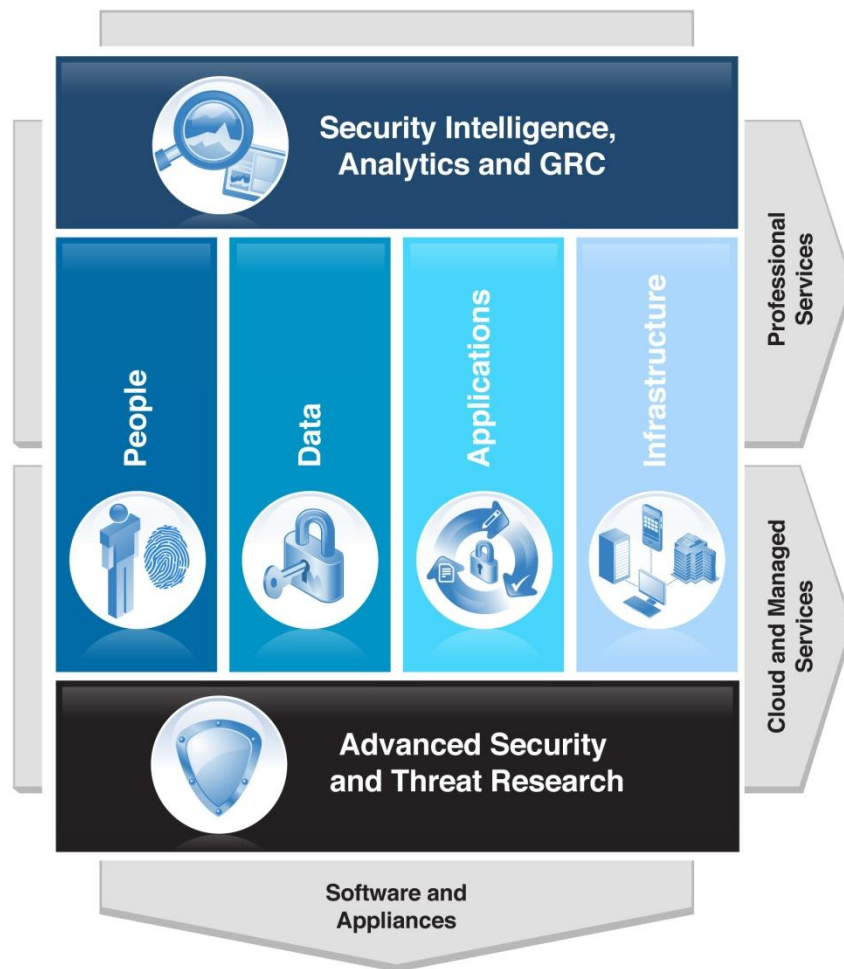 Security Intelligence,
Analytics and GRC
People
Data
Applications
Infrastructure
Professional
Services
Cloud and Managed
Services
Advanced Security
and Threat Research
Software and
Appliances